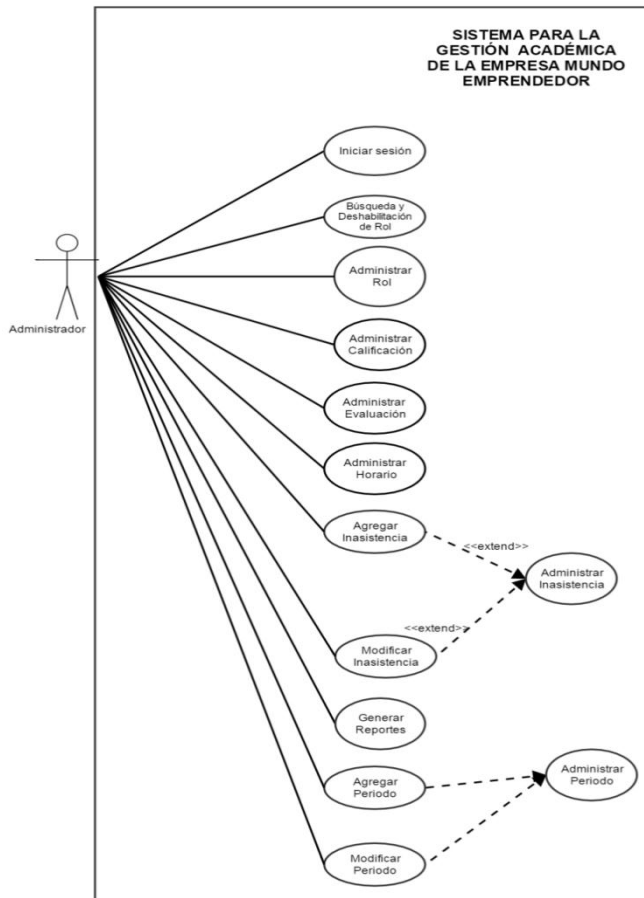 SISTEMA PARA LA
GESTIÓN ACADÉMICA
DE LA EMPRESA MUNDO
EMPRENDEDOR
Iniciar sesión
Búsqueda y
Deshabilitación
de Rol
Administrar
Rol
Administrador
Administrar
Calificación
Administrar
Evaluación
Administrar
Horario
Agregar
Inasistencia
<<extend>>
Administrar
Inasistencia
<<extend>>
Modificar
Inasistencia
Generar
Reportes
Agregar
Periodo
Administrar
Periodo
Modificar
Periodo